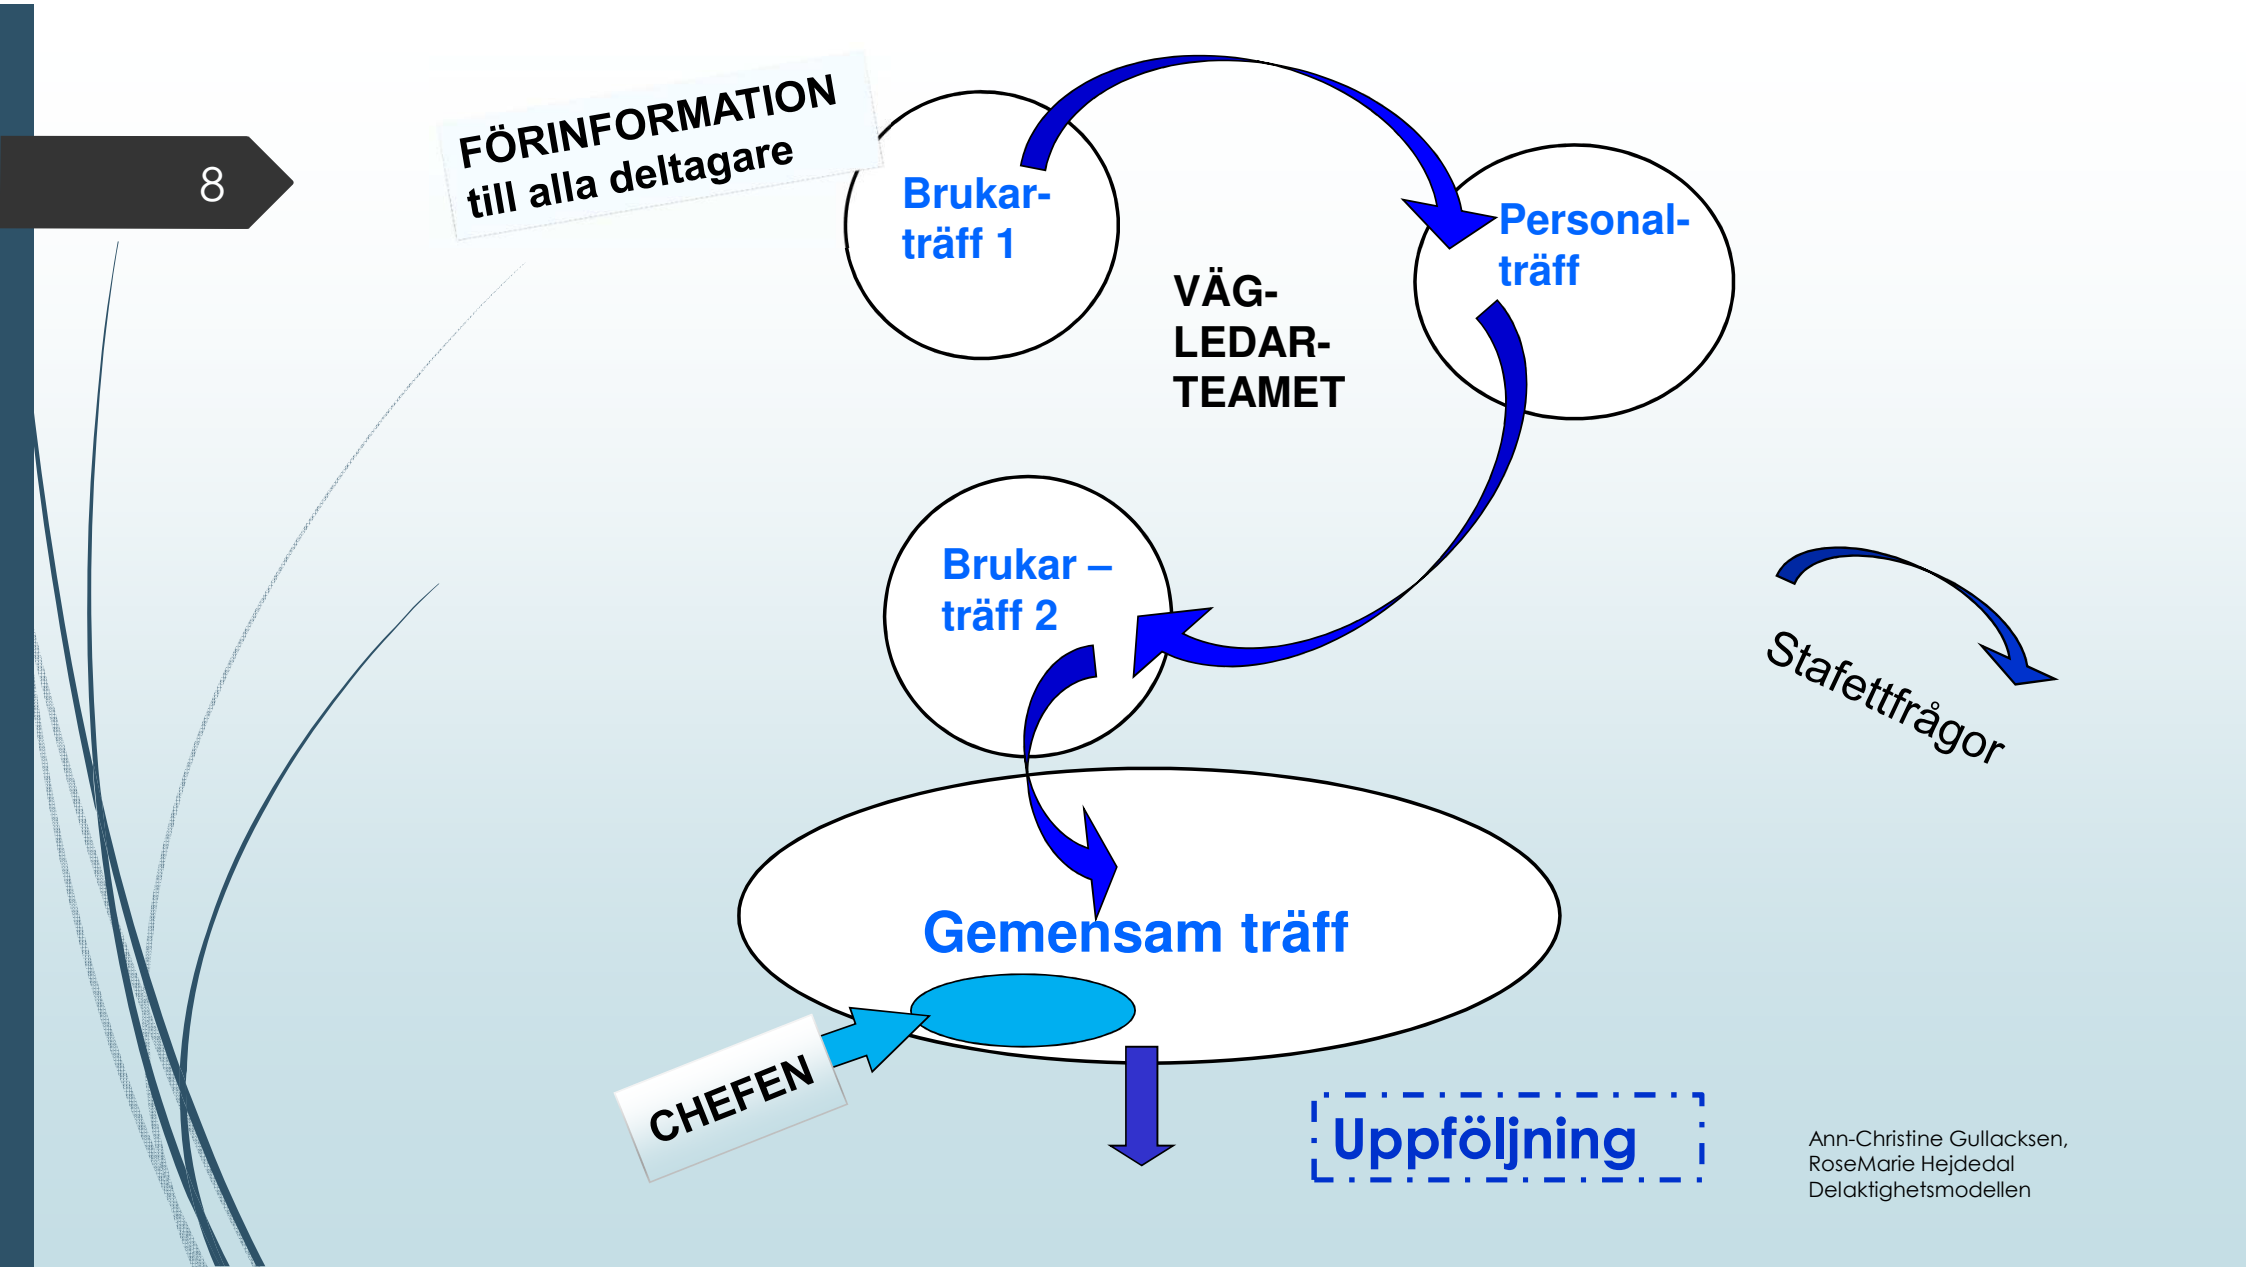 8
FÖRINFORMATION
till alla deltagare
Brukar-
träff 1
Personal-
träff
VÄG-
LEDAR-
TEAMET
Brukar –
träff 2
Stafettfrågor
Gemensam träff
CHEFEN
Uppföljning
Ann-Christine Gullacksen,
RoseMarie Hejdedal
Delaktighetsmodellen